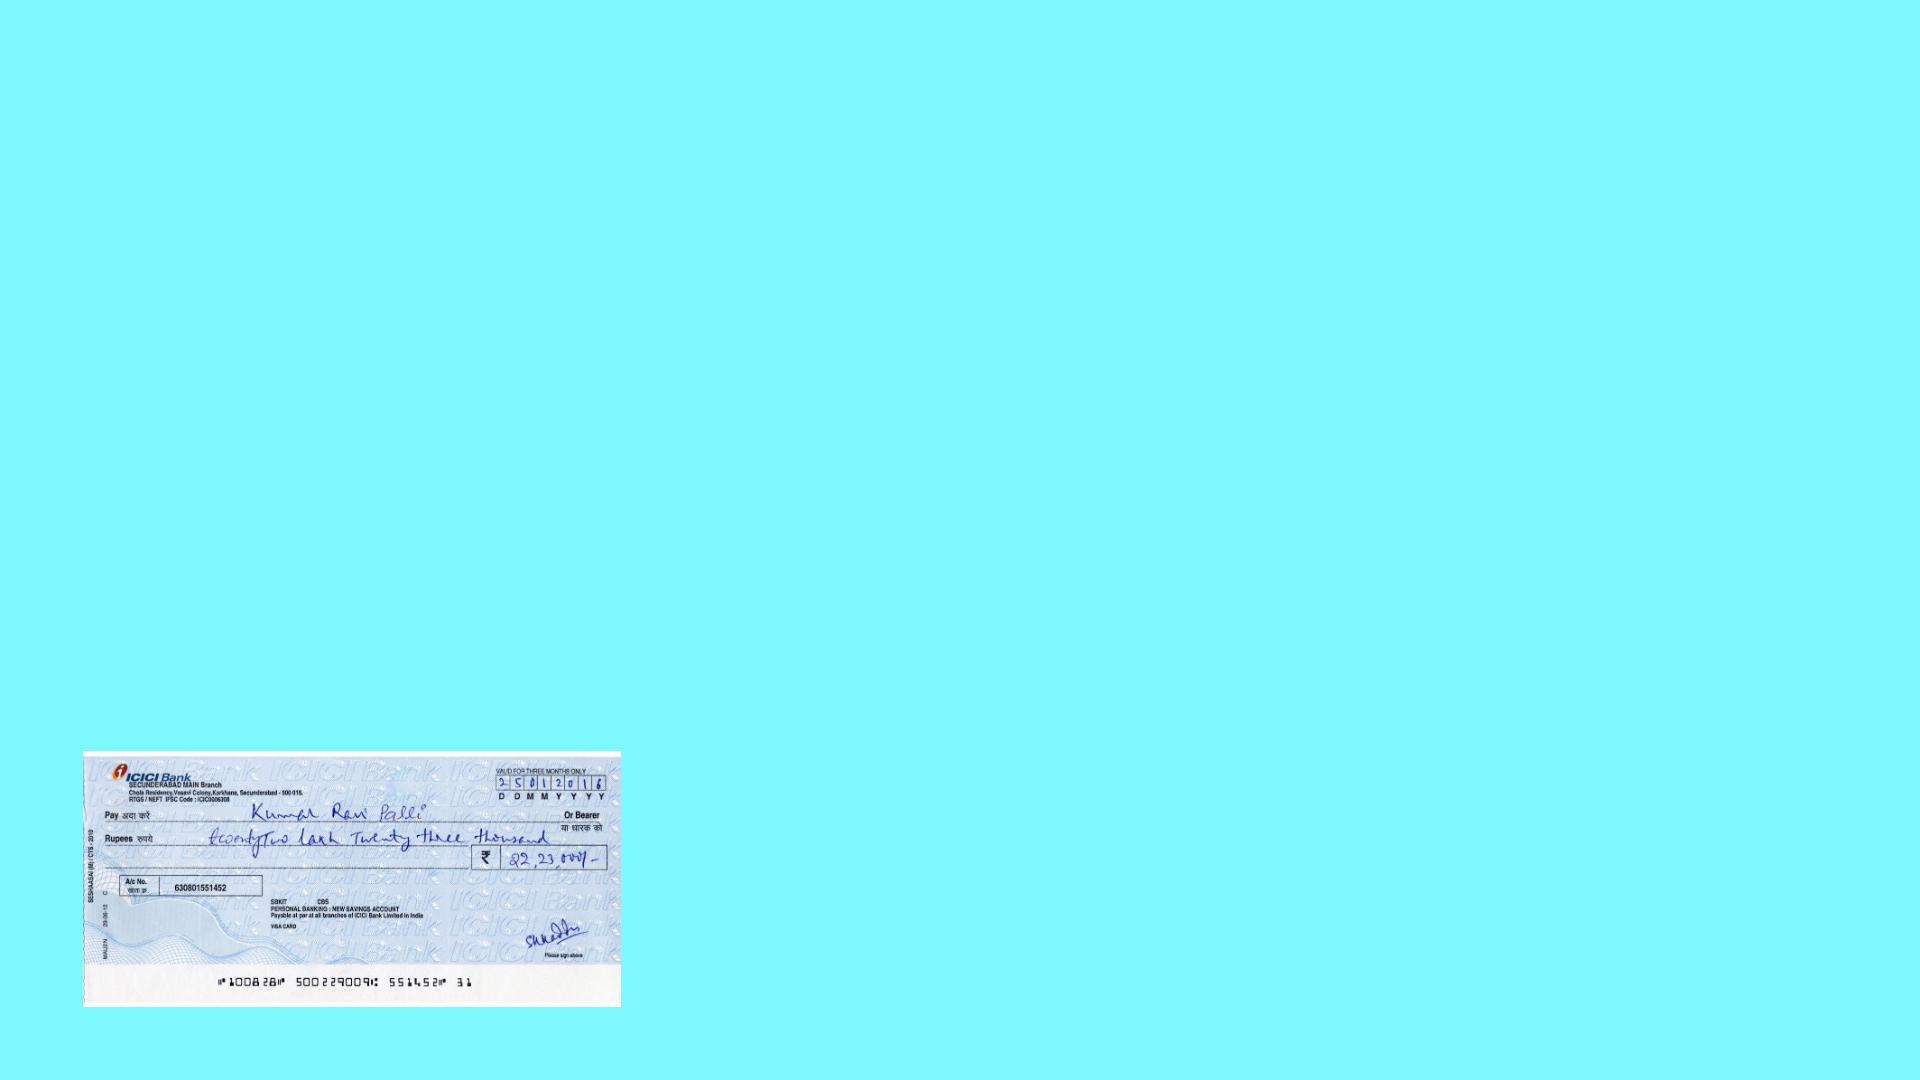 ICICI Bank
SECUNDERABAD MAIN Branch
Chola Residency, Vasavi Colony, Karkhana, Secunderabad - 500 015.
RTGS / NEFT IFSC Code : ICIC0006308
VALID FOR THREE MONTHS ONLY
2 5 0 1 2 0 1 6
D D M M Y Y Y Y
Pay अदा करें Kumar Ravi Palli Or Bearer
या धारक को
Rupees रुपये twenty Two lakh Twenty three thousand
₹ 22,23,000/-
A/c No. 630801551452
खाता क्र.
SBKIT CBS
PERSONAL BANKING : NEW SAVINGS ACCOUNT
Payable at par at all branches of ICICI Bank Limited in India
VISA CARD
Please sign above
SESHAASAI (M) / CTS - 2010
⑈100828⑈ 500229009⑆ 551452⑈ 31